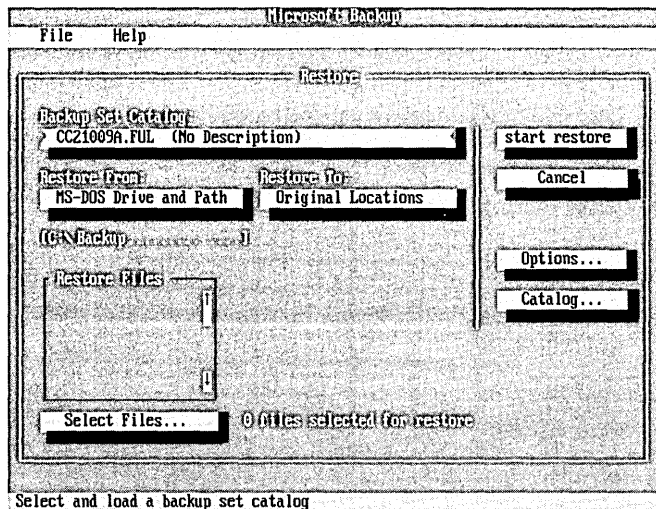 Microsoft Backup
File Help
Restore
Backup Set Catalog:
CC21009A.FUL (No Description)
start restore
Restore From:
Restore To:
Cancel
MS-DOS Drive and Path
Original Locations
[C:\Backup ]
Options...
Restore Files
Catalog...
Select Files...
0 files selected for restore
Select and load a backup set catalog